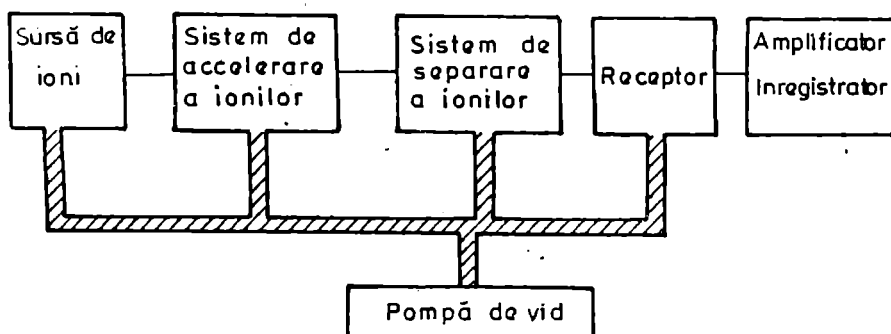 Sursă de
ioni
Sistem de
accelerare
a ionilor
Sistem de
separare
a ionilor
Receptor
Amplificator
Inregistrator
Pompă de vid